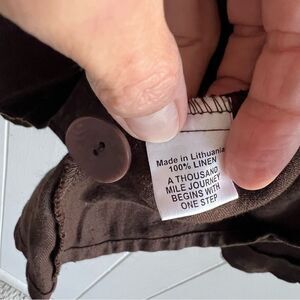 Made in Lithuania
100% LINEN
A THOUSAND
MILE JOURNEY
BEGINS WITH
ONE STEP